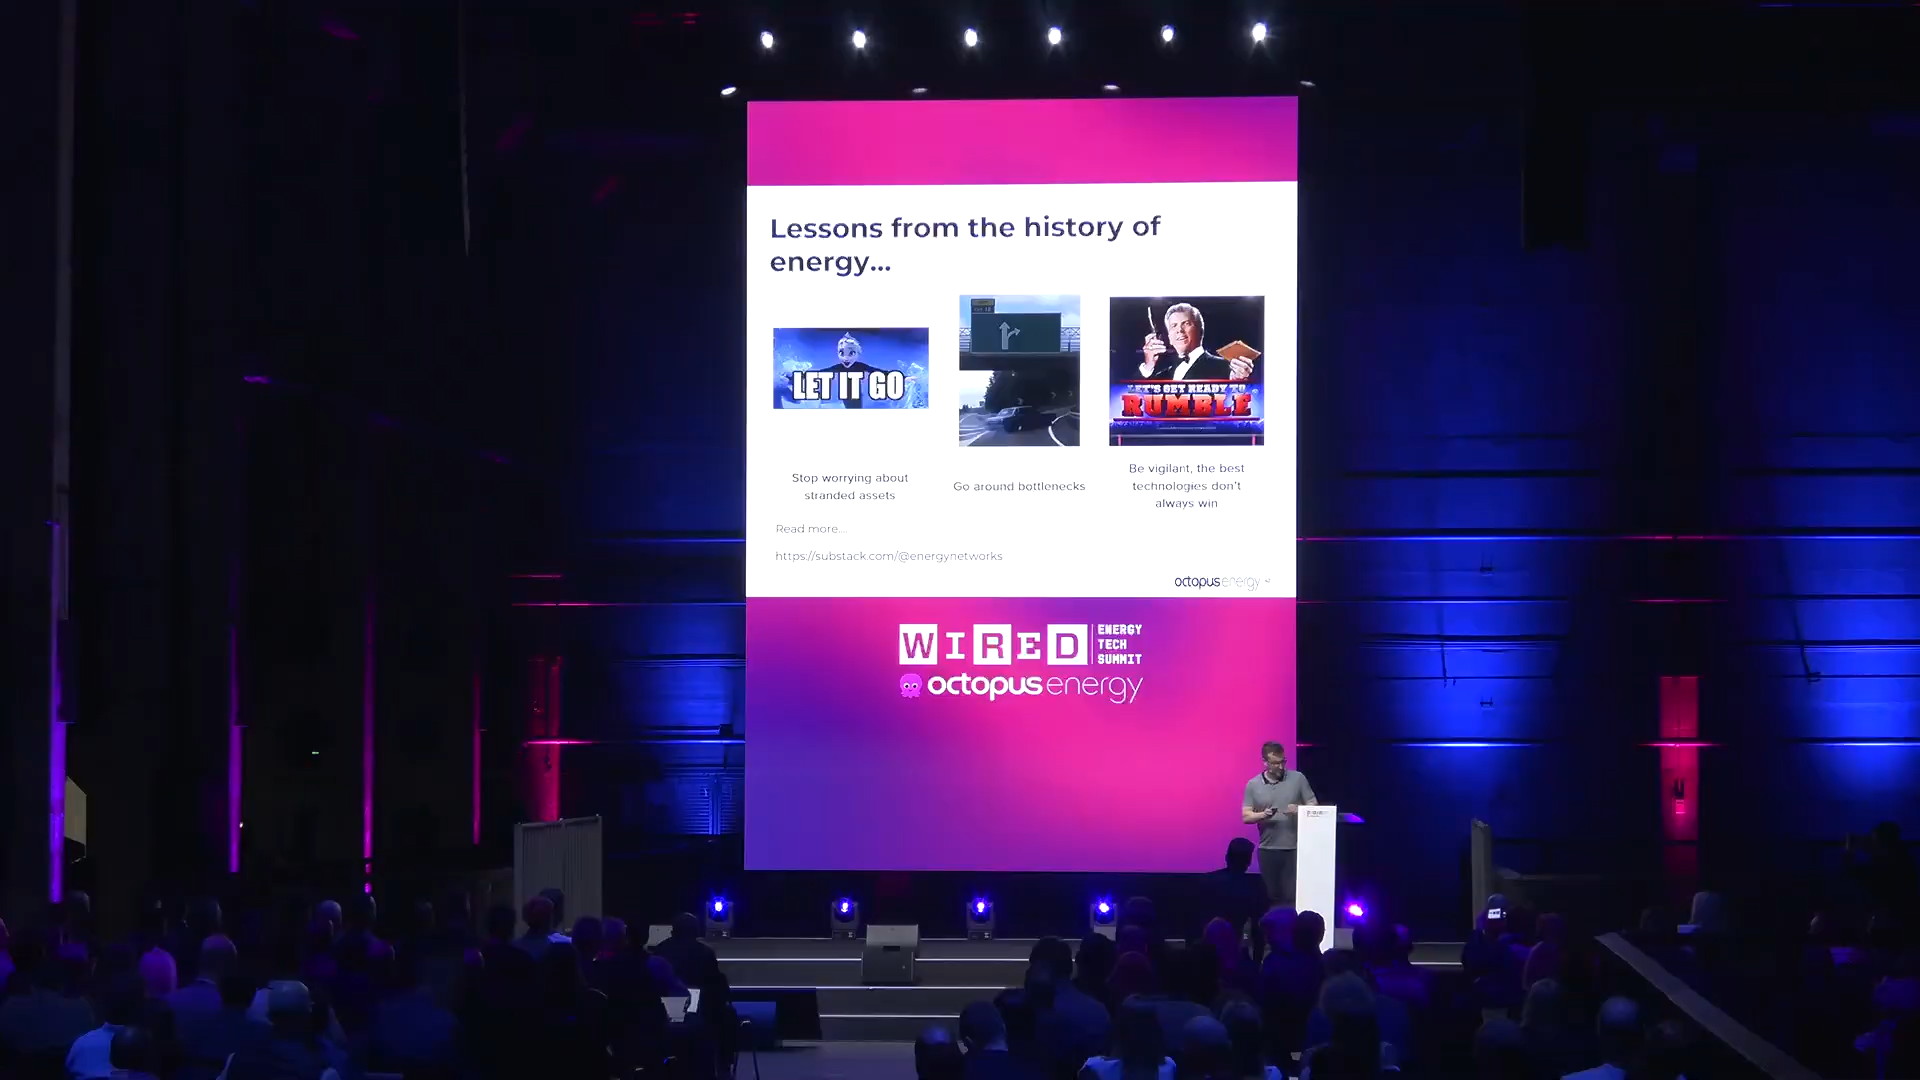 Lessons from the history of
energy...
LET IT GO
LET'S GET READY TO
RUMBLE
Stop worrying about
stranded assets
Go around bottlenecks
Be vigilant, the best
technologies don't
always win
Read more....
https://substack.com/@energynetworks
octopusenergy
WIRED
ENERGY
TECH
SUMMIT
octopusenergy